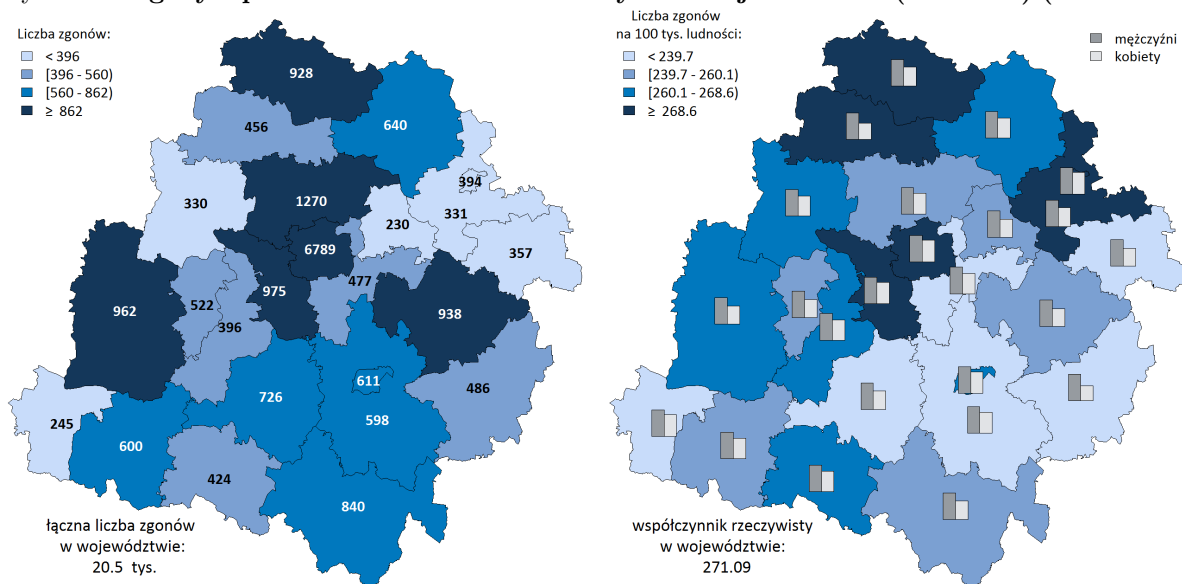 Liczba zgonów:
< 396
[396 - 560)
[560 - 862)
≥ 862
928
456
640
330
1270
394
331
230
357
6789
477
975
522
396
962
938
486
726
611
598
245
600
424
840
łączna liczba zgonów
w województwie:
20.5 tys.
Liczba zgonów
na 100 tys. ludności:
< 239.7
[239.7 - 260.1)
[260.1 - 268.6)
≥ 268.6
mężczyźni
kobiety
współczynnik rzeczywisty
w województwie:
271.09